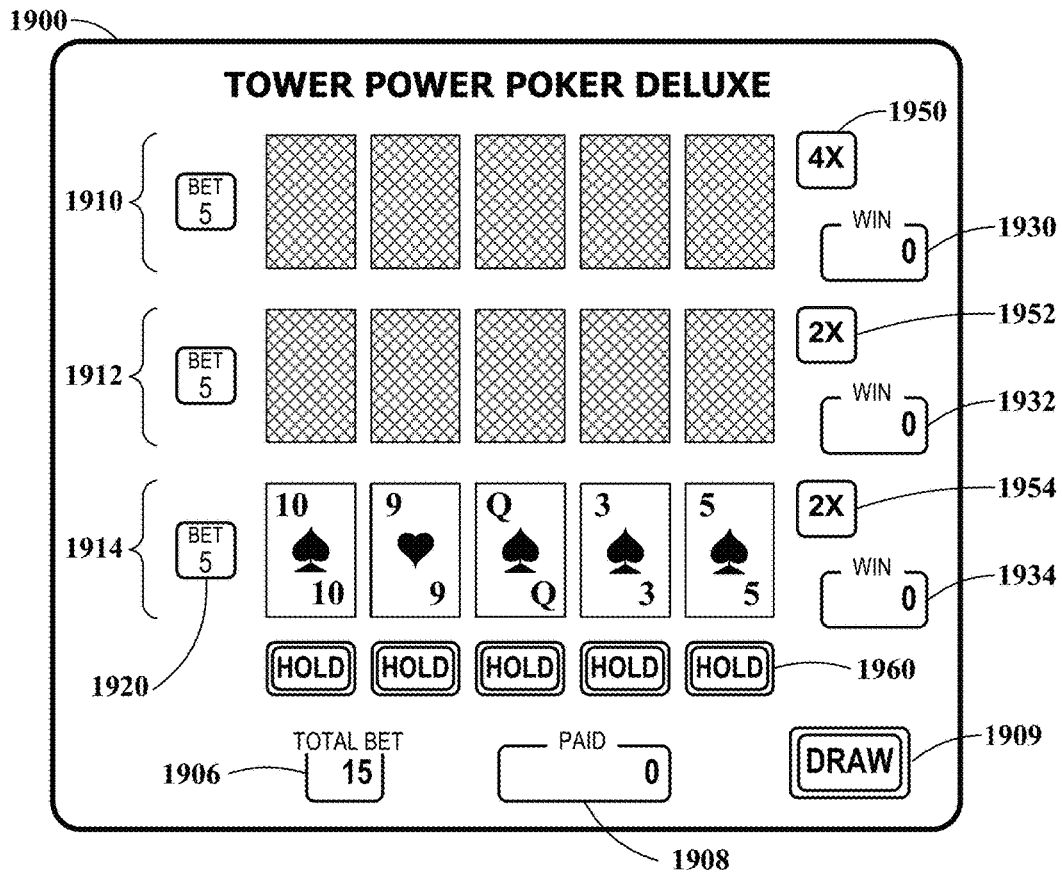 1900
TOWER POWER POKER DELUXE
1950
4X
1910
BET
5
WIN
0
1930
1952
2X
1912
BET
5
WIN
0
1932
1954
2X
10 9 Q 3 5
1914
BET
5
10 9 Q 3 5
WIN
0
1934
1920
HOLD HOLD HOLD HOLD HOLD
1960
TOTAL BET
15
1906
PAID
0
DRAW
1909
1908